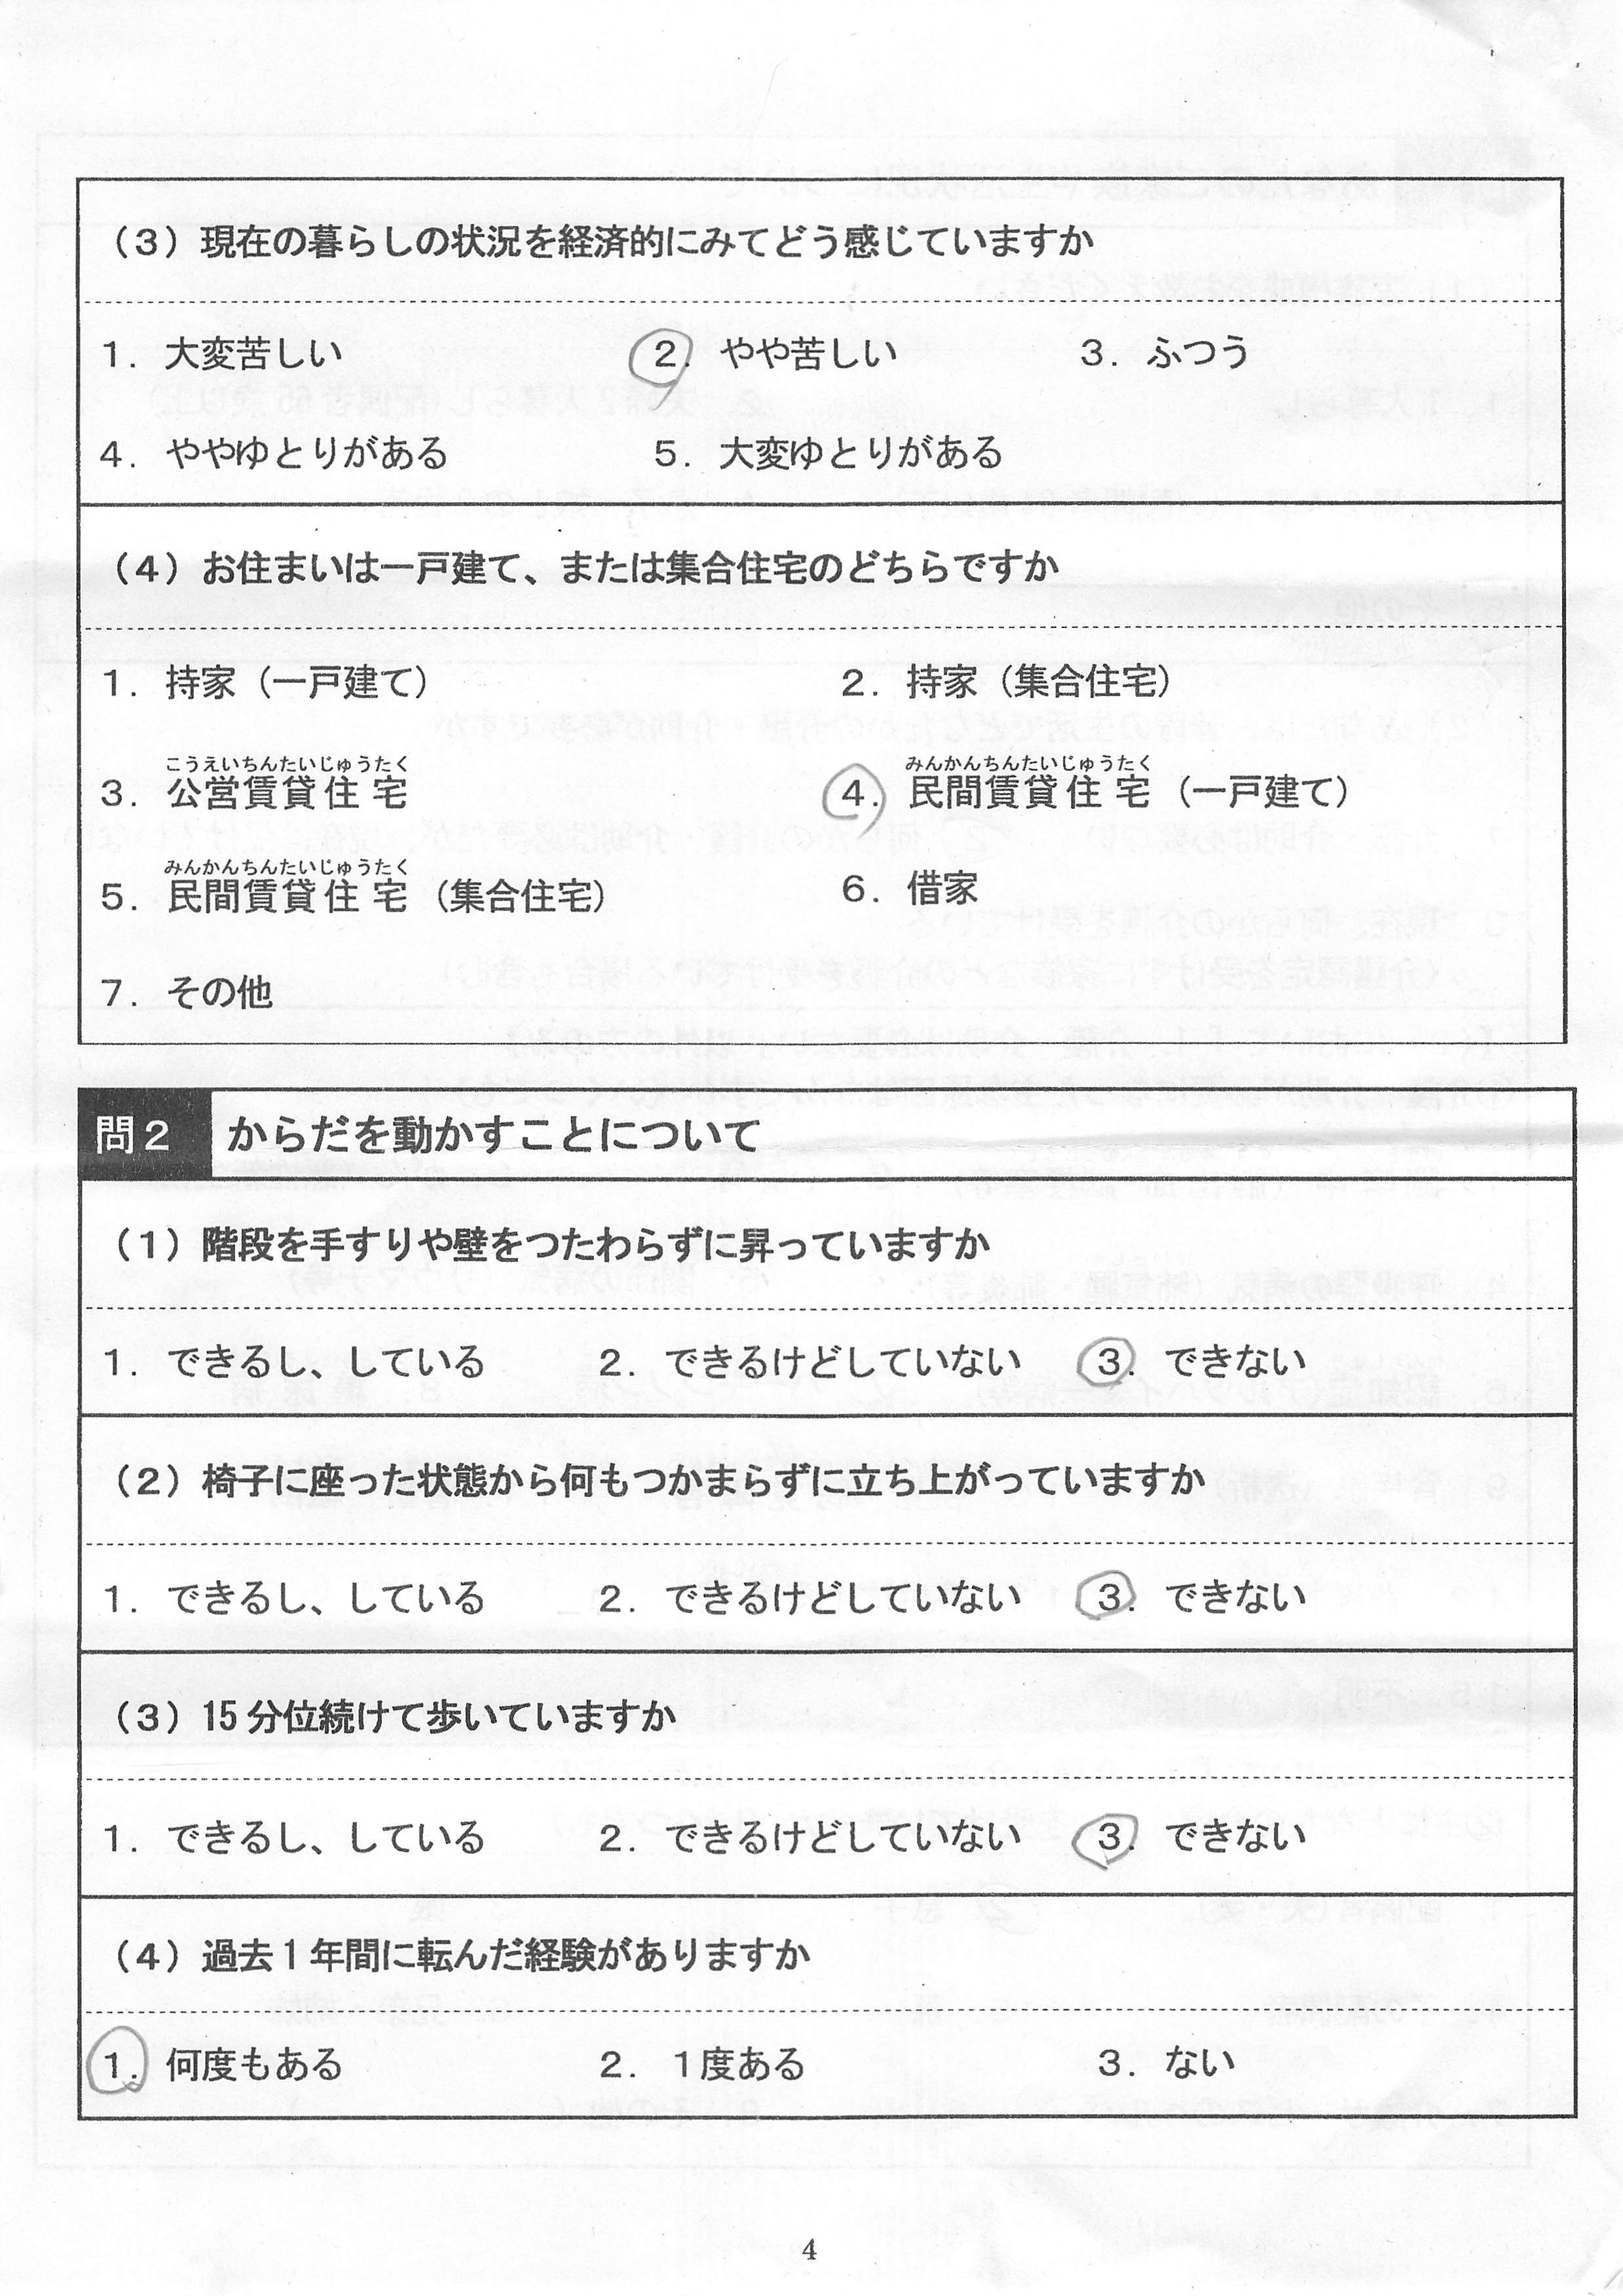 （３）現在の暮らしの状況を経済的にみてどう感じていますか
１．大変苦しい　２．やや苦しい　３．ふつう
４．ややゆとりがある　５．大変ゆとりがある
（４）お住まいは一戸建て、または集合住宅のどちらですか
１．持家（一戸建て）　２．持家（集合住宅）
こうえいちんたいじゅうたく　みんかんちんたいじゅうたく
３．公営賃貸住宅　４．民間賃貸住宅（一戸建て）
みんかんちんたいじゅうたく
５．民間賃貸住宅（集合住宅）　６．借家
７．その他
問２　からだを動かすことについて
（１）階段を手すりや壁をつたわらずに昇っていますか
１．できるし、している　２．できるけどしていない　３．できない
（２）椅子に座った状態から何もつかまらずに立ち上がっていますか
１．できるし、している　２．できるけどしていない　３．できない
（３）15分位続けて歩いていますか
１．できるし、している　２．できるけどしていない　３．できない
（４）過去１年間に転んだ経験がありますか
１．何度もある　２．１度ある　３．ない
4